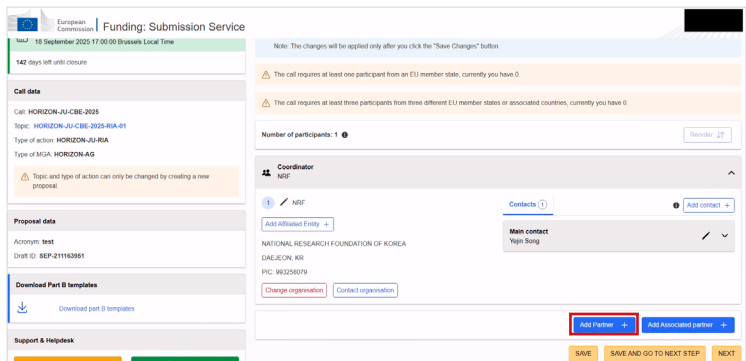 European
Commission
Funding: Submission Service
18 September 2025 17:00:00 Brussels Local Time
142 days left until closure
Call data
Call: HORIZON-JU-CBE-2025
Topic: HORIZON-JU-CBE-2025-RIA-01
Type of action: HORIZON-JU-RIA
Type of MGA: HORIZON-AG
Topic and type of action can only be changed by creating a new
proposal.
Proposal data
Acronym: test
Draft ID: SEP-211163951
Download Part B templates
Download part B templates
Support & Helpdesk
Note: The changes will be applied only after you click the "Save Changes" button.
The call requires at least one participant from an EU member state, currently you have 0.
The call requires at least three participants from three different EU member states or associated countries, currently you have 0.
Number of participants: 1
Reorder
Coordinator
NRF
1 NRF
Add Affiliated Entity +
NATIONAL RESEARCH FOUNDATION OF KOREA
DAEJEON, KR
PIC: 993258079
Change organisation Contact organisation
Contacts 1
Add contact +
Main contact
Yejin Song
Add Partner + Add Associated partner +
SAVE SAVE AND GO TO NEXT STEP NEXT